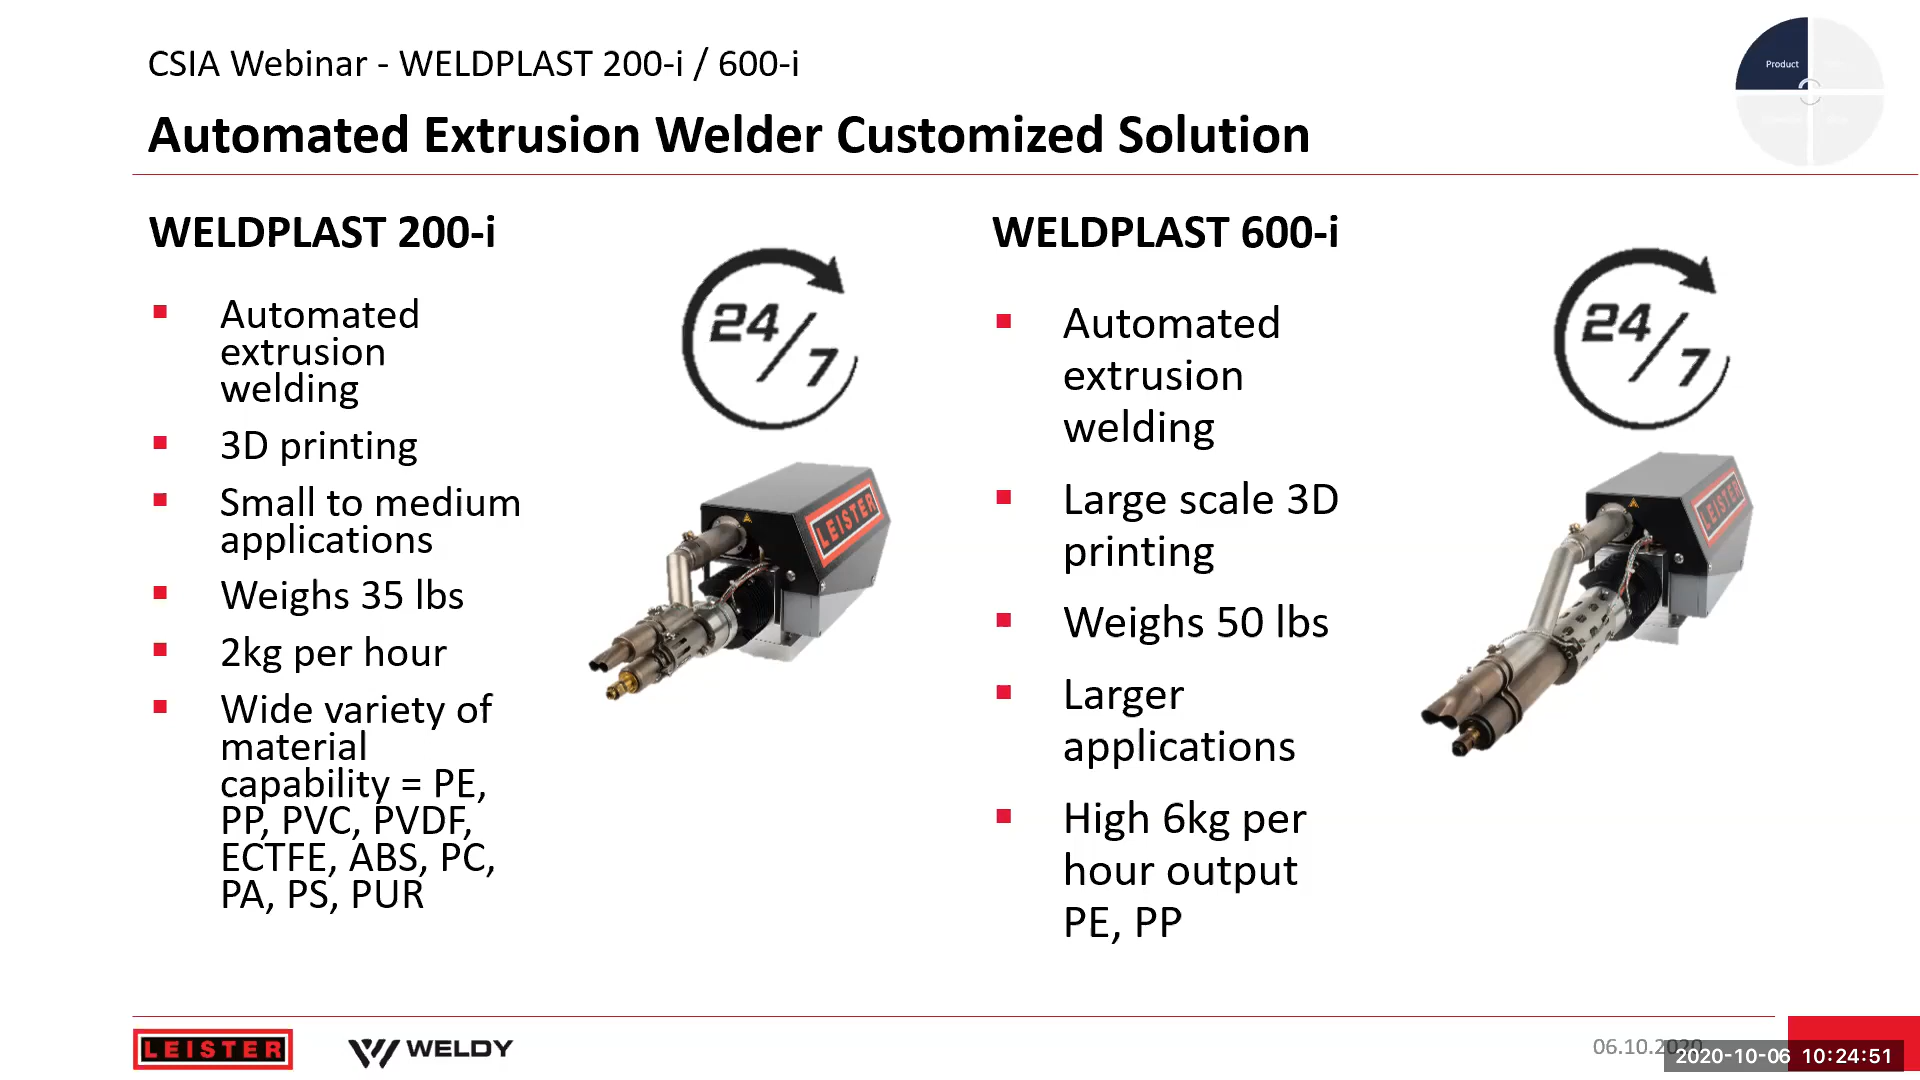 CSIA Webinar - WELDPLAST 200-i / 600-i
Product
Automated Extrusion Welder Customized Solution
WELDPLAST 200-i
Automated
extrusion
welding
3D printing
Small to medium
applications
Weighs 35 lbs
2kg per hour
Wide variety of
material
capability = PE,
PP, PVC, PVDF,
ECTFE, ABS, PC,
PA, PS, PUR
24/7
LEISTER
WELDPLAST 600-i
Automated
extrusion
welding
Large scale 3D
printing
Weighs 50 lbs
Larger
applications
High 6kg per
hour output
PE, PP
24/7
LEISTER
LEISTER
WELDY
06.10.2020
2020-10-06 10:24:51